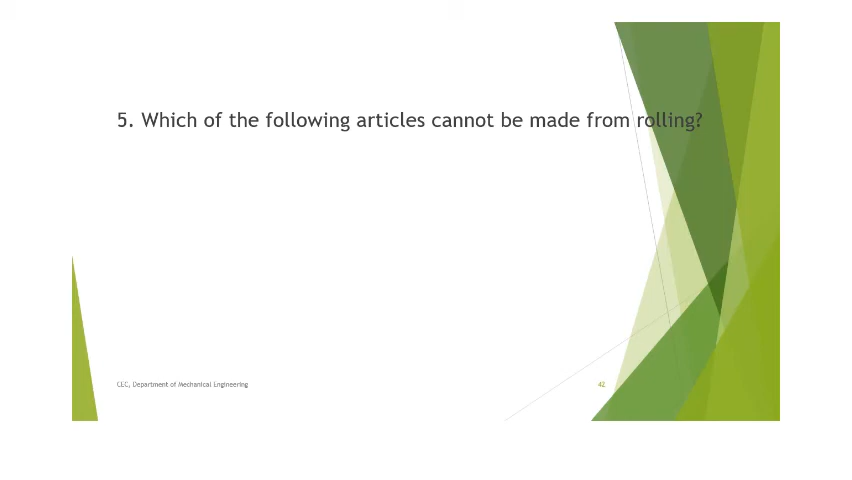 5. Which of the following articles cannot be made from rolling?
CEC, Department of Mechanical Engineering
42